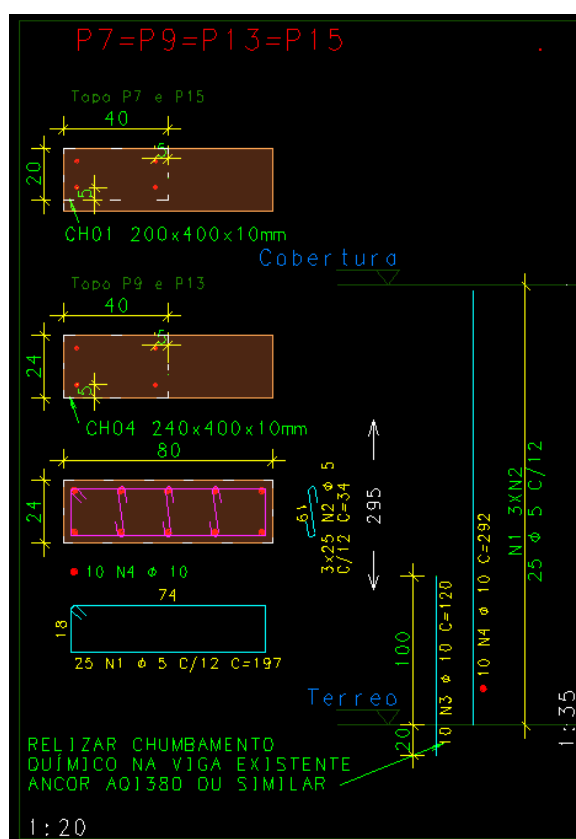 P7=P9=P13=P15
Topo P7 e P15
40
5
20
5
CH01 200x400x10mm
Cobertura
Topo P9 e P13
40
5
24
5
CH04 240x400x10mm
80
24
19
3x25 N2 φ 5
C/12 C=34
295
N1 3XN2
25 φ 5 C/12
10 N4 φ 10
74
18
25 N1 φ 5 C/12 C=197
100
10 N3 φ 10 C=120
10 N4 φ 10 C=292
Terreo
20
1:35
RELIZAR CHUMBAMENTO
QUÍMICO NA VIGA EXISTENTE
ANCOR AQI380 OU SIMILAR
1:20